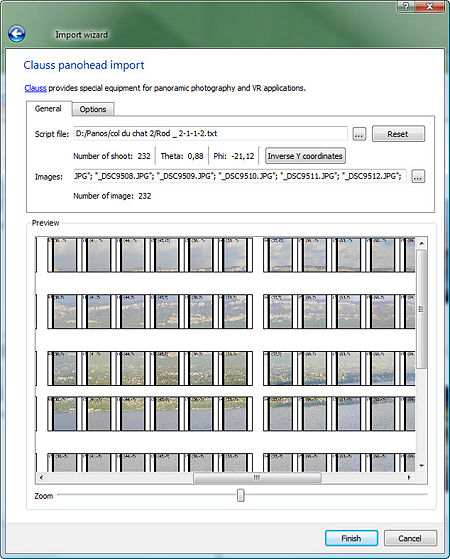 Import wizard
Clauss panohead import
Clauss provides special equipment for panoramic photography and VR applications.
General Options
Script file: D:/Panos/col du chat 2/Rod _ 2-1-1-2.txt ... Reset
Number of shoot: 232 Theta: 0,88 Phi: -21,12 Inverse Y coordinates
Images: JPG"; "_DSC9508.JPG"; "_DSC9509.JPG"; "_DSC9510.JPG"; "_DSC9511.JPG"; "_DSC9512.JPG"; ...
Number of image: 232
Preview
Zoom
Finish Cancel